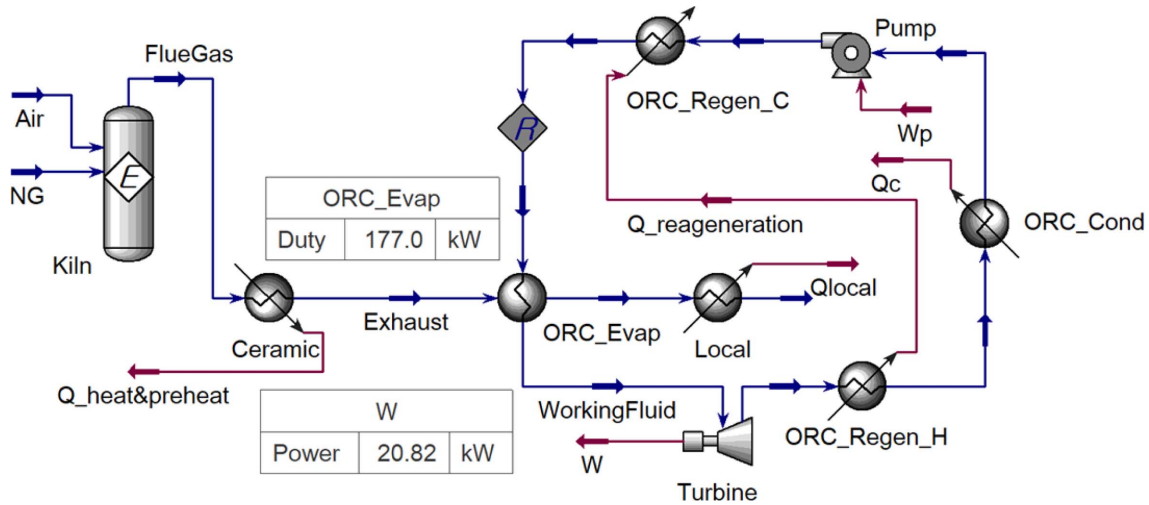 FlueGas
Air
NG
E
Kiln
ORC_Evap
Duty 177.0 kW
Ceramic
Q_heat&preheat
Exhaust
W
Power 20.82 kW
R
ORC_Regen_C
Pump
Wp
Qc
Q_reageneration
ORC_Cond
ORC_Evap
Qlocal
Local
WorkingFluid
W
Turbine
ORC_Regen_H